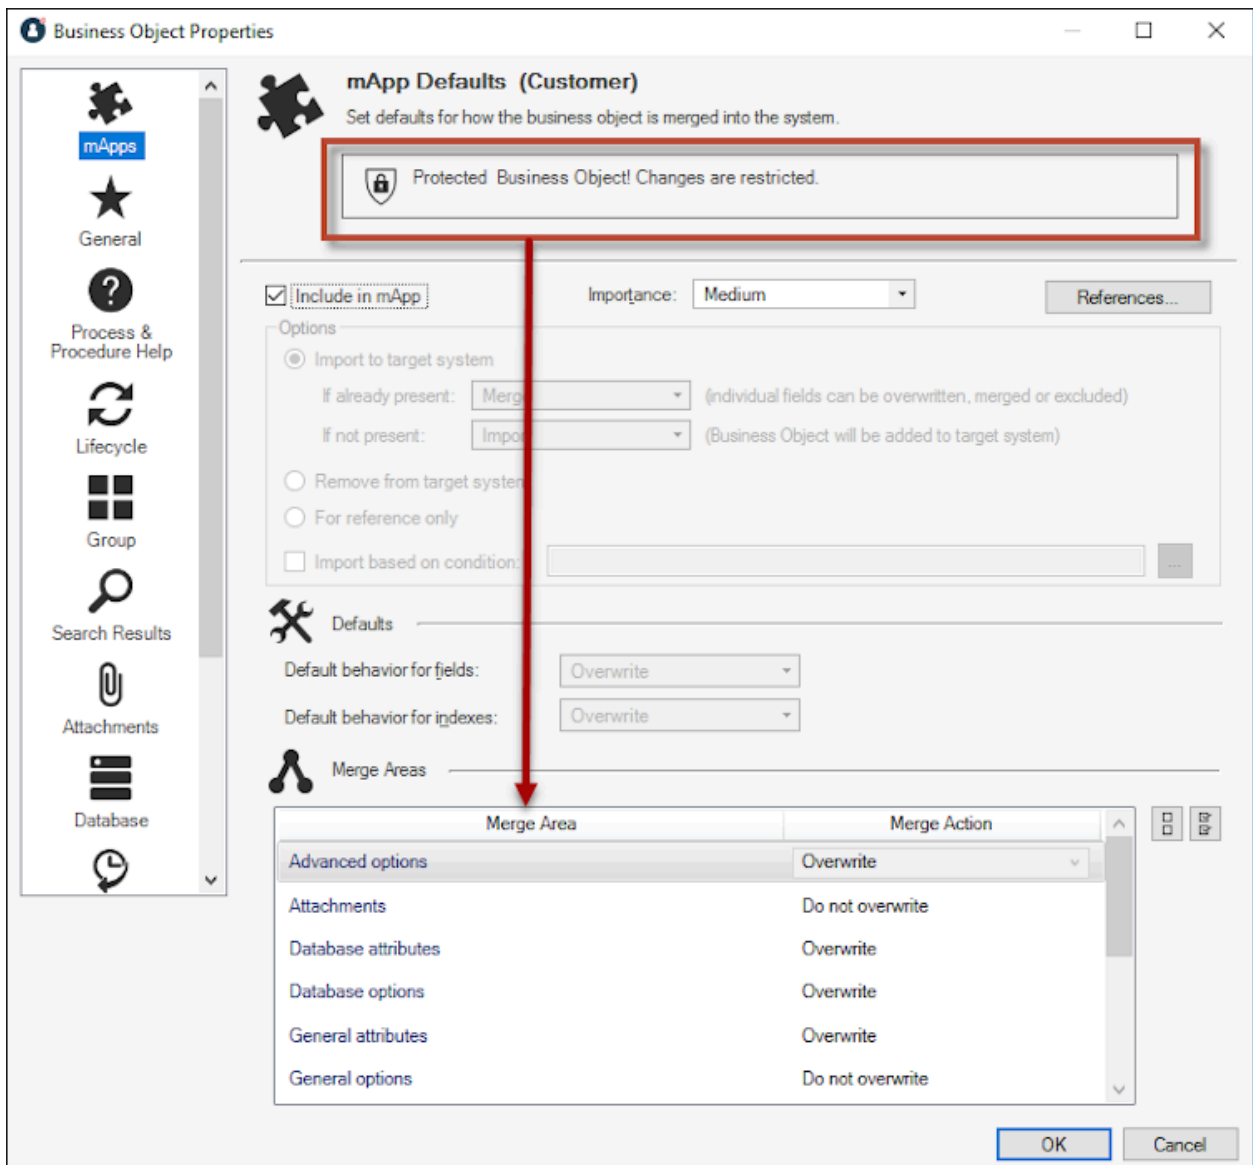 Business Object Properties
mApps
General
Process &
Procedure Help
Lifecycle
Group
Search Results
Attachments
Database
mApp Defaults  (Customer)
Set defaults for how the business object is merged into the system.
Protected  Business Object! Changes are restricted.
Include in mApp
Importance: Medium
References...
Options
Import to target system
If already present: Merge (individual fields can be overwritten, merged or excluded)
If not present: Impor (Business Object will be added to target system)
Remove from target system
For reference only
Import based on condition: ...
Defaults
Default behavior for fields: Overwrite
Default behavior for indexes: Overwrite
Merge Areas
Merge Area Merge Action
Advanced options Overwrite
Attachments Do not overwrite
Database attributes Overwrite
Database options Overwrite
General attributes Overwrite
General options Do not overwrite
OK Cancel